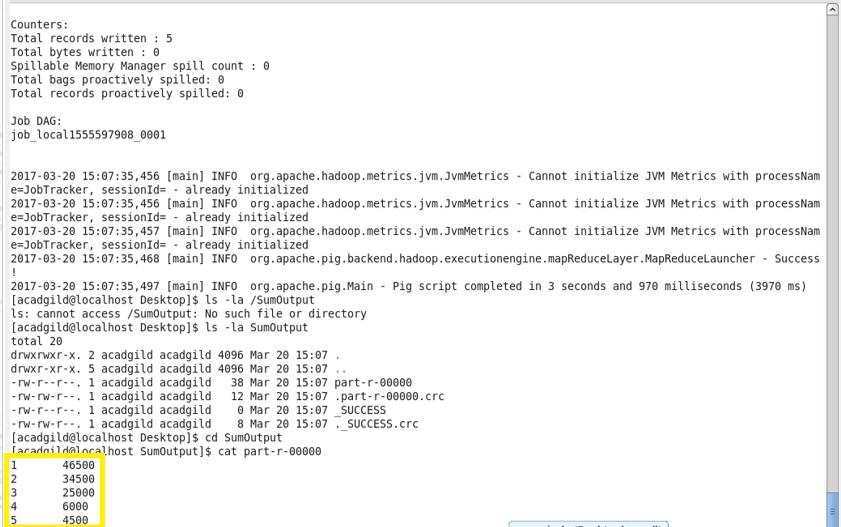 Counters:
Total records written : 5
Total bytes written : 0
Spillable Memory Manager spill count : 0
Total bags proactively spilled: 0
Total records proactively spilled: 0
Job DAG:
job_local1555597908_0001
2017-03-20 15:07:35,456 [main] INFO  org.apache.hadoop.metrics.jvm.JvmMetrics - Cannot initialize JVM Metrics with processNam
e=JobTracker, sessionId= - already initialized
2017-03-20 15:07:35,456 [main] INFO  org.apache.hadoop.metrics.jvm.JvmMetrics - Cannot initialize JVM Metrics with processNam
e=JobTracker, sessionId= - already initialized
2017-03-20 15:07:35,457 [main] INFO  org.apache.hadoop.metrics.jvm.JvmMetrics - Cannot initialize JVM Metrics with processNam
e=JobTracker, sessionId= - already initialized
2017-03-20 15:07:35,468 [main] INFO  org.apache.pig.backend.hadoop.executionengine.mapReduceLayer.MapReduceLauncher - Success
!
2017-03-20 15:07:35,497 [main] INFO  org.apache.pig.Main - Pig script completed in 3 seconds and 970 milliseconds (3970 ms)
[acadgild@localhost Desktop]$ ls -la /SumOutput
ls: cannot access /SumOutput: No such file or directory
[acadgild@localhost Desktop]$ ls -la SumOutput
total 20
drwxrwxr-x. 2 acadgild acadgild 4096 Mar 20 15:07 .
drwxr-xr-x. 5 acadgild acadgild 4096 Mar 20 15:07 ..
-rw-r--r--. 1 acadgild acadgild   38 Mar 20 15:07 part-r-00000
-rw-rw-r--. 1 acadgild acadgild   12 Mar 20 15:07 .part-r-00000.crc
-rw-r--r--. 1 acadgild acadgild    0 Mar 20 15:07 _SUCCESS
-rw-rw-r--. 1 acadgild acadgild    8 Mar 20 15:07 ._SUCCESS.crc
[acadgild@localhost Desktop]$ cd SumOutput
[acadgild@localhost SumOutput]$ cat part-r-00000
1 46500
2 34500
3 25000
4 6000
5 4500